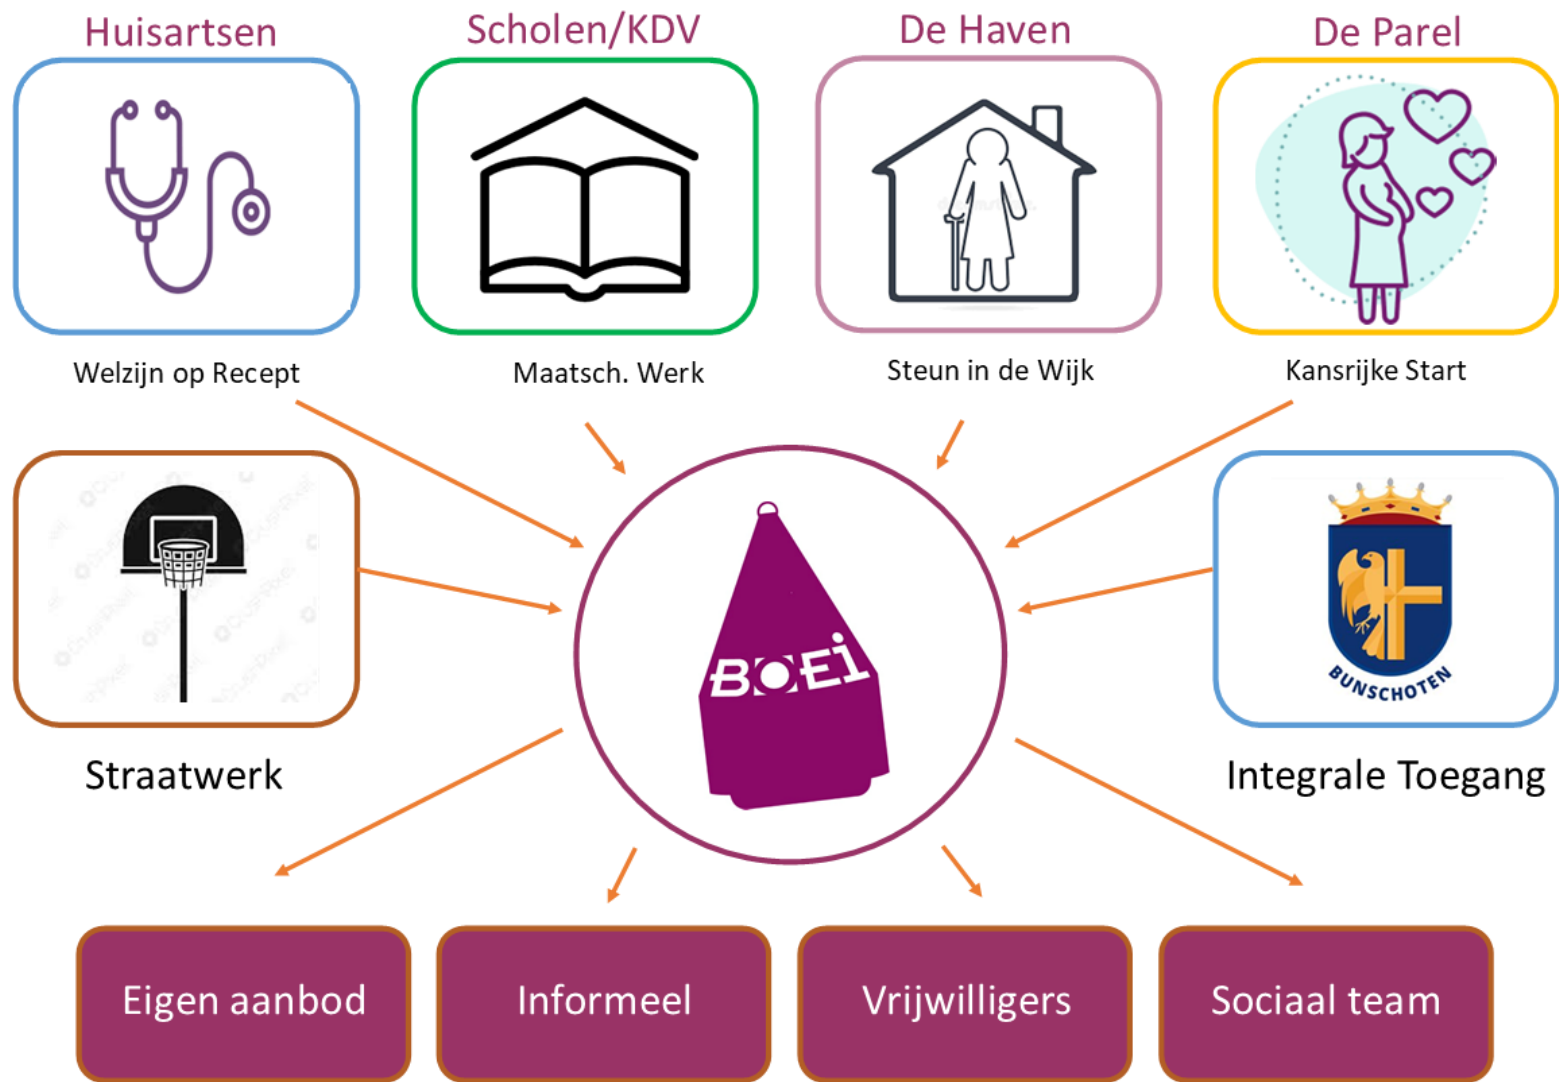 Huisartsen
Scholen/KDV
De Haven
De Parel
Welzijn op Recept
Maatsch. Werk
Steun in de Wijk
Kansrijke Start
BOEi
BUNSCHOTEN
Straatwerk
Integrale Toegang
Eigen aanbod
Informeel
Vrijwilligers
Sociaal team